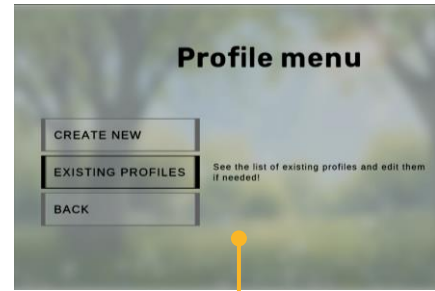 Profile menu
CREATE NEW
EXISTING PROFILES
See the list of existing profiles and edit them
if needed!
BACK